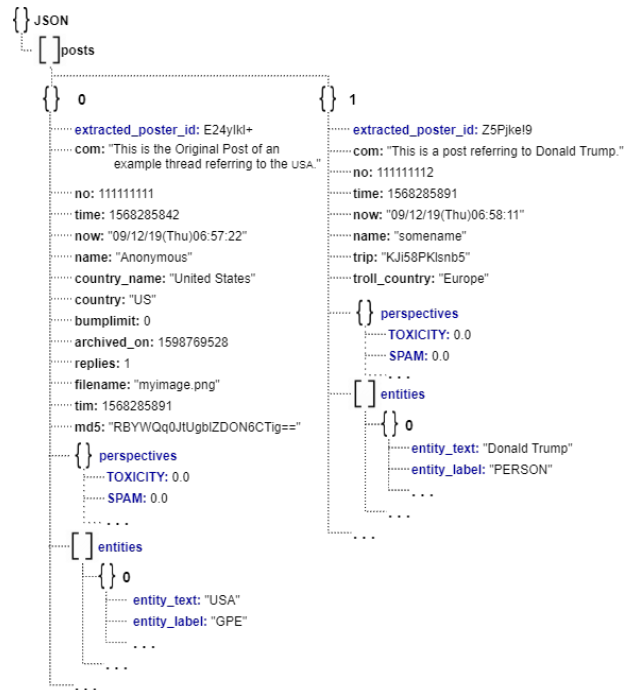 {} JSON
[ ] posts
{} 0
extracted_poster_id: E24ylkl+
com: "This is the Original Post of an
example thread referring to the USA."
no: 111111111
time: 1568285842
now: "09/12/19(Thu)06:57:22"
name: "Anonymous"
country_name: "United States"
country: "US"
bumplimit: 0
archived_on: 1598769528
replies: 1
filename: "myimage.png"
tim: 1568285891
md5: "RBYWQq0JtUgblZDON6CTig=="
{} perspectives
TOXICITY: 0.0
SPAM: 0.0
...
[ ] entities
{} 0
entity_text: "USA"
entity_label: "GPE"
...
...
...
{} 1
extracted_poster_id: Z5Pjkel9
com: "This is a post referring to Donald Trump."
no: 111111112
time: 1568285891
now: "09/12/19(Thu)06:58:11"
name: "somename"
trip: "KJi58PKlsnb5"
troll_country: "Europe"
{} perspectives
TOXICITY: 0.0
SPAM: 0.0
...
[ ] entities
{} 0
entity_text: "Donald Trump"
entity_label: "PERSON"
...
...
...